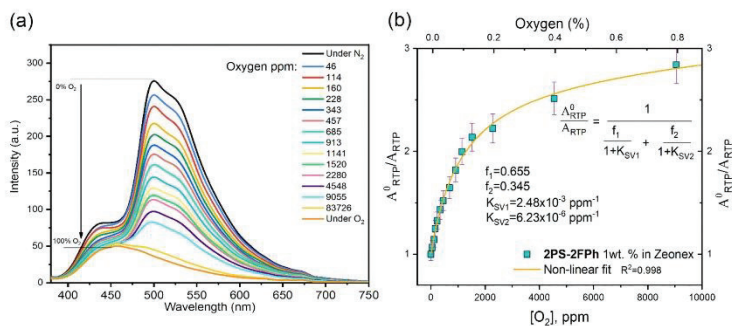 (a)
300
250
200
150
100
50
0
Intensity (a.u.)
400
450
500
550
600
650
700
750
Wavelength (nm)
0% O₂
100% O₂
Oxygen ppm:
Under N₂
46
114
160
228
343
457
685
913
1141
1520
2280
4548
9055
83726
Under O₂
(b)
Oxygen (%)
0.0
0.2
0.4
0.6
0.8
3
2
1
A⁰RTP/ARTP
3
2
1
A⁰RTP/ARTP
A⁰RTP / ARTP = 1 / (f₁ / 1+KSV1 + f₂ / 1+KSV2)
f₁=0.655
f₂=0.345
KSV1=2.48x10⁻³ ppm⁻¹
KSV2=6.23x10⁻⁶ ppm⁻¹
2PS-2FPh 1wt. % in Zeonex
Non-linear fit R²=0.998
0
2000
4000
6000
8000
10000
[O₂], ppm